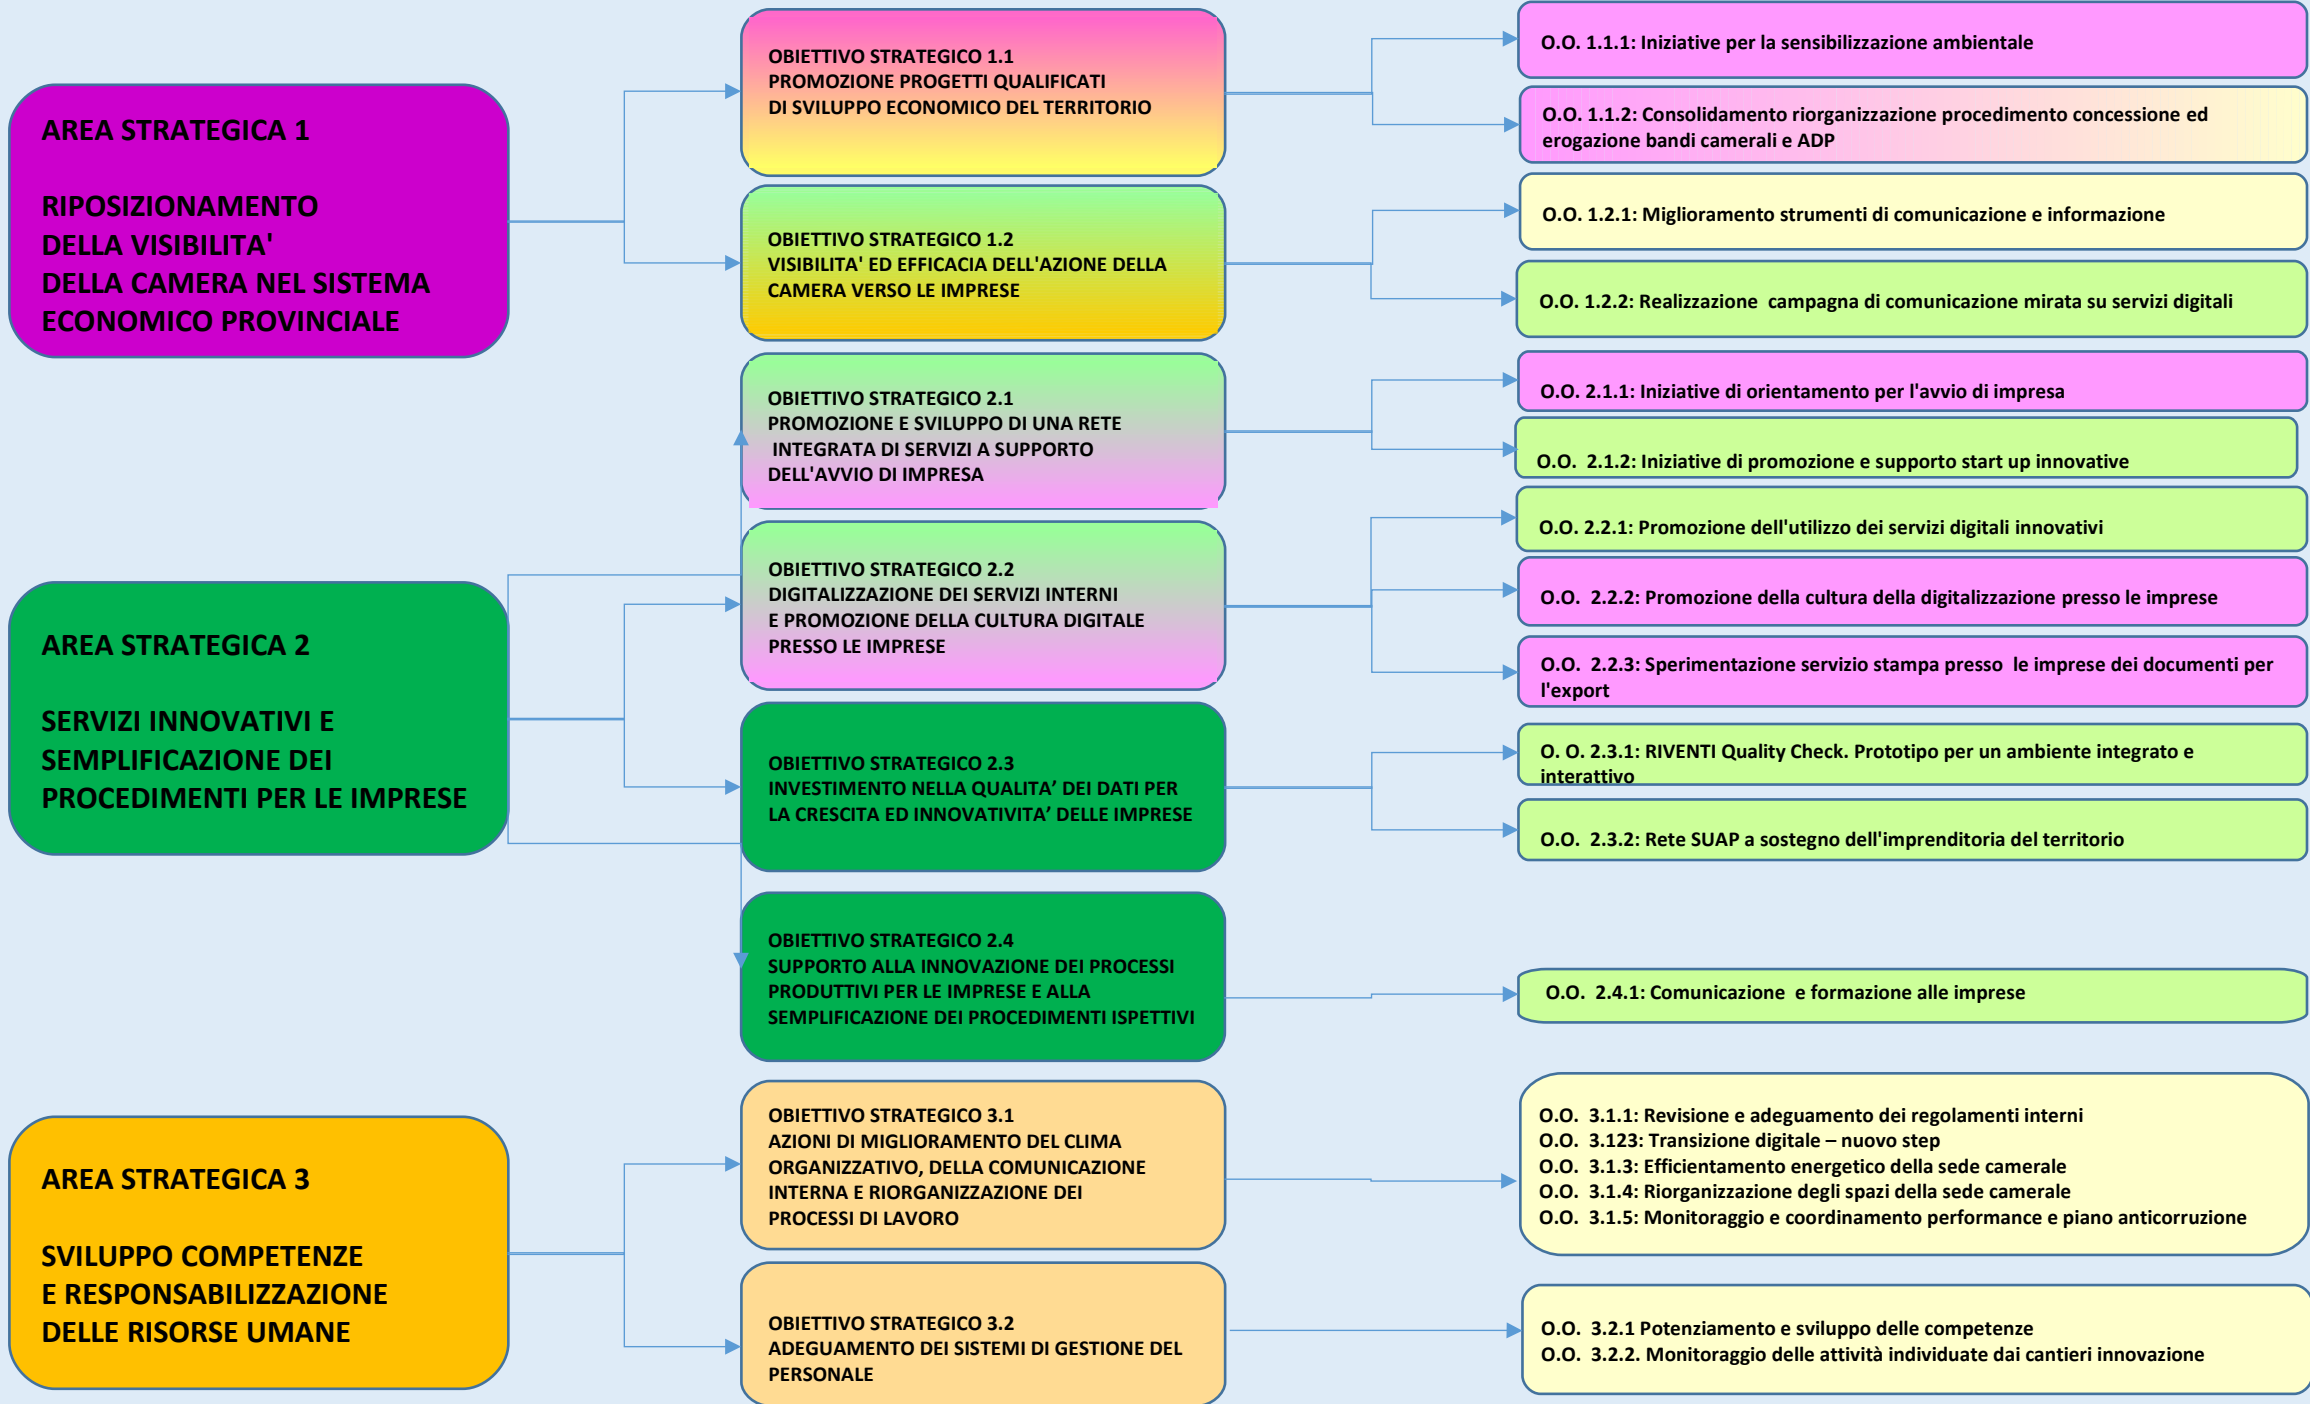 AREA STRATEGICA 1
RIPOSIZIONAMENTO
DELLA VISIBILITA'
DELLA CAMERA NEL SISTEMA
ECONOMICO PROVINCIALE
OBIETTIVO STRATEGICO 1.1
PROMOZIONE PROGETTI QUALIFICATI
DI SVILUPPO ECONOMICO DEL TERRITORIO
O.O. 1.1.1: Iniziative per la sensibilizzazione ambientale
O.O. 1.1.2: Consolidamento riorganizzazione procedimento concessione ed
erogazione bandi camerali e ADP
OBIETTIVO STRATEGICO 1.2
VISIBILITA' ED EFFICACIA DELL'AZIONE DELLA
CAMERA VERSO LE IMPRESE
O.O. 1.2.1: Miglioramento strumenti di comunicazione e informazione
O.O. 1.2.2: Realizzazione  campagna di comunicazione mirata su servizi digitali
AREA STRATEGICA 2
SERVIZI INNOVATIVI E
SEMPLIFICAZIONE DEI
PROCEDIMENTI PER LE IMPRESE
OBIETTIVO STRATEGICO 2.1
PROMOZIONE E SVILUPPO DI UNA RETE
INTEGRATA DI SERVIZI A SUPPORTO
DELL'AVVIO DI IMPRESA
O.O. 2.1.1: Iniziative di orientamento per l'avvio di impresa
O.O.  2.1.2: Iniziative di promozione e supporto start up innovative
OBIETTIVO STRATEGICO 2.2
DIGITALIZZAZIONE DEI SERVIZI INTERNI
E PROMOZIONE DELLA CULTURA DIGITALE
PRESSO LE IMPRESE
O.O. 2.2.1: Promozione dell'utilizzo dei servizi digitali innovativi
O.O.  2.2.2: Promozione della cultura della digitalizzazione presso le imprese
O.O.  2.2.3: Sperimentazione servizio stampa presso  le imprese dei documenti per
l'export
OBIETTIVO STRATEGICO 2.3
INVESTIMENTO NELLA QUALITA’ DEI DATI PER
LA CRESCITA ED INNOVATIVITA’ DELLE IMPRESE
O. O. 2.3.1: RIVENTI Quality Check. Prototipo per un ambiente integrato e
interattivo
O.O.  2.3.2: Rete SUAP a sostegno dell'imprenditoria del territorio
OBIETTIVO STRATEGICO 2.4
SUPPORTO ALLA INNOVAZIONE DEI PROCESSI
PRODUTTIVI PER LE IMPRESE E ALLA
SEMPLIFICAZIONE DEI PROCEDIMENTI ISPETTIVI
O.O.  2.4.1: Comunicazione  e formazione alle imprese
AREA STRATEGICA 3
SVILUPPO COMPETENZE
E RESPONSABILIZZAZIONE
DELLE RISORSE UMANE
OBIETTIVO STRATEGICO 3.1
AZIONI DI MIGLIORAMENTO DEL CLIMA
ORGANIZZATIVO, DELLA COMUNICAZIONE
INTERNA E RIORGANIZZAZIONE DEI
PROCESSI DI LAVORO
O.O.  3.1.1: Revisione e adeguamento dei regolamenti interni
O.O.  3.123: Transizione digitale – nuovo step
O.O.  3.1.3: Efficientamento energetico della sede camerale
O.O.  3.1.4: Riorganizzazione degli spazi della sede camerale
O.O.  3.1.5: Monitoraggio e coordinamento performance e piano anticorruzione
OBIETTIVO STRATEGICO 3.2
ADEGUAMENTO DEI SISTEMI DI GESTIONE DEL
PERSONALE
O.O.  3.2.1 Potenziamento e sviluppo delle competenze
O.O.  3.2.2. Monitoraggio delle attività individuate dai cantieri innovazione